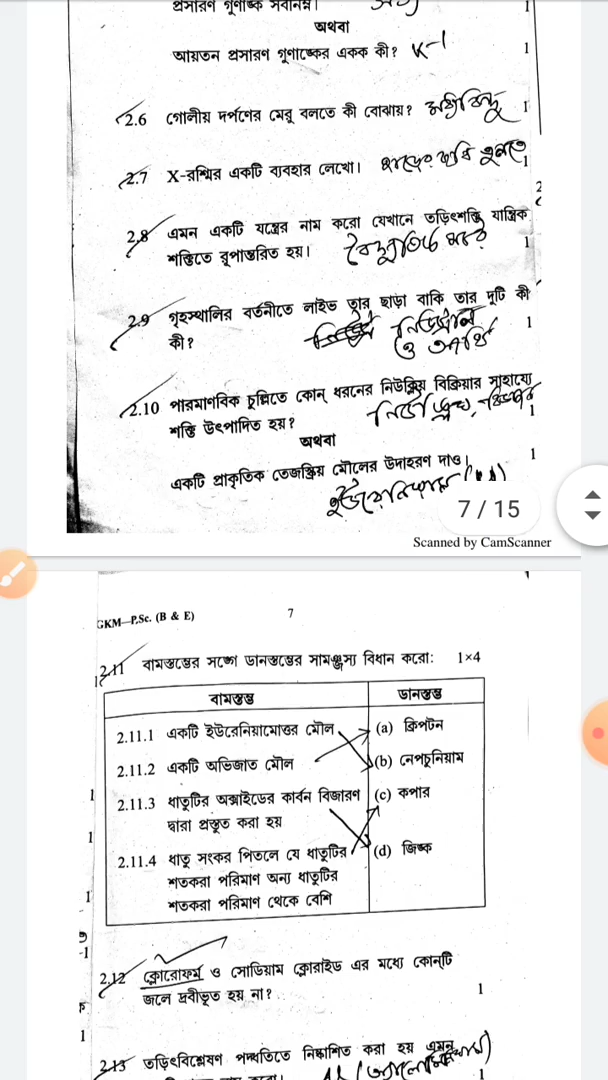 প্রসারণ গুণাঙ্ক সর্বনিম্ন।
1
অথবা
আয়তন প্রসারণ গুণাঙ্কের একক কী? K-1
1
2.6 গোলীয় দর্পণের মেরু বলতে কী বোঝায়?
1
2.7 X-রশ্মির একটি ব্যবহার লেখো।
1
2
2.8 এমন একটি যন্ত্রের নাম করো যেখানে তড়িৎশক্তি যান্ত্রিক
শক্তিতে রূপান্তরিত হয়।
1
2.9 গৃহস্থালির বর্তনীতে লাইভ তার ছাড়া বাকি তার দুটি কী
কী?
1
ও আর্থিং
2.10 পারমাণবিক চুল্লিতে কোন্ ধরনের নিউক্লিয় বিক্রিয়ার সাহায্যে
শক্তি উৎপাদিত হয়?
1
অথবা
একটি প্রাকৃতিক তেজস্ক্রিয় মৌলের উদাহরণ দাও।
1
ইউরেনিয়াম
7 / 15
Scanned by CamScanner
GKM—P.Sc. (B & E)
7
2.11 বামস্তম্ভের সঙ্গে ডানস্তম্ভের সামঞ্জস্য বিধান করো: 1×4
বামস্তম্ভ ডানস্তম্ভ
2.11.1 একটি ইউরেনিয়ামোত্তর মৌল (a) ক্রিপটন
2.11.2 একটি অভিজাত মৌল (b) নেপচুনিয়াম
2.11.3 ধাতুটির অক্সাইডের কার্বন বিজারণ (c) কপার
দ্বারা প্রস্তুত করা হয়
2.11.4 ধাতু সংকর পিতলে যে ধাতুটির (d) জিঙ্ক
শতকরা পরিমাণ অন্য ধাতুটির
শতকরা পরিমাণ থেকে বেশি
2.12 ক্লোরোফর্ম ও সোডিয়াম ক্লোরাইড এর মধ্যে কোন্‌টি
জলে দ্রবীভূত হয় না?
1
2.13 তড়িৎবিশ্লেষণ পদ্ধতিতে নিষ্কাশিত করা হয় এমন
1